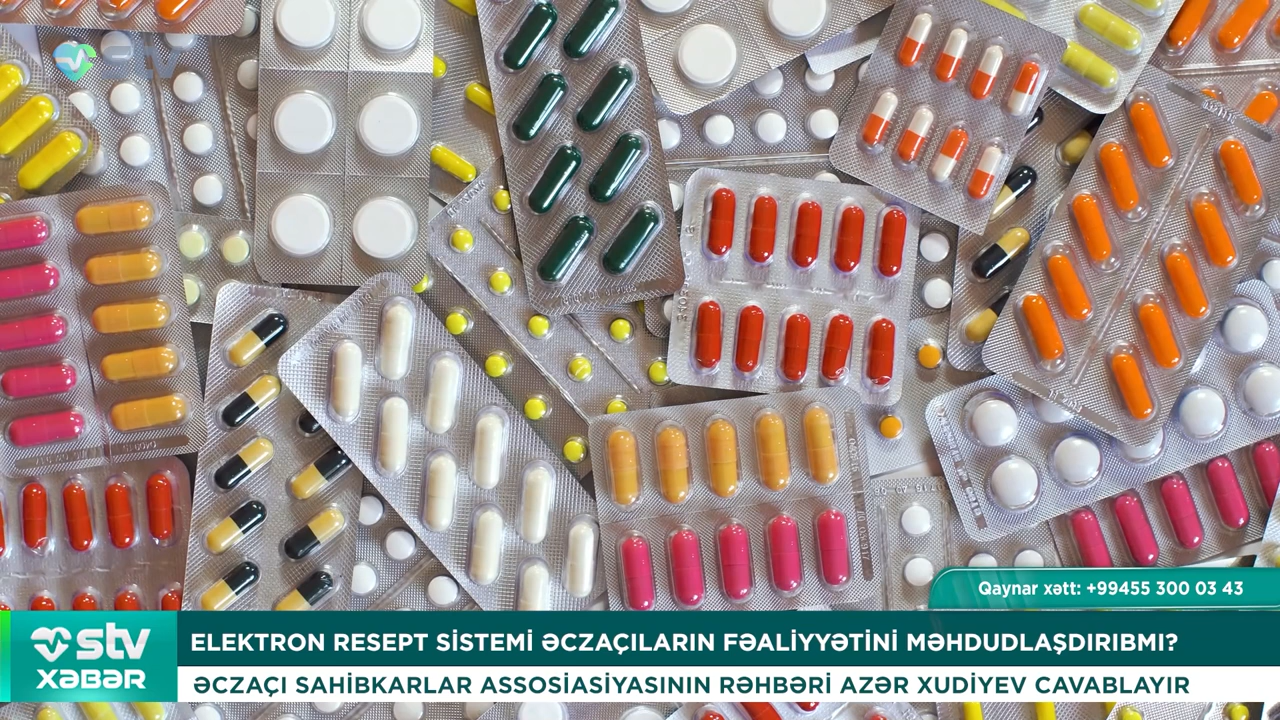 stv
Qaynar xətt: +99455 300 03 43
stv
XƏBƏR
ELEKTRON RESEPT SİSTEMİ ƏCZAÇILARIN FƏALİYYƏTİNİ MƏHDUDLAŞDIRIBMI?
ƏCZAÇI SAHİBKARLAR ASSOSİASİYASININ RƏHBƏRİ AZƏR XUDİYEV CAVABLAYIR